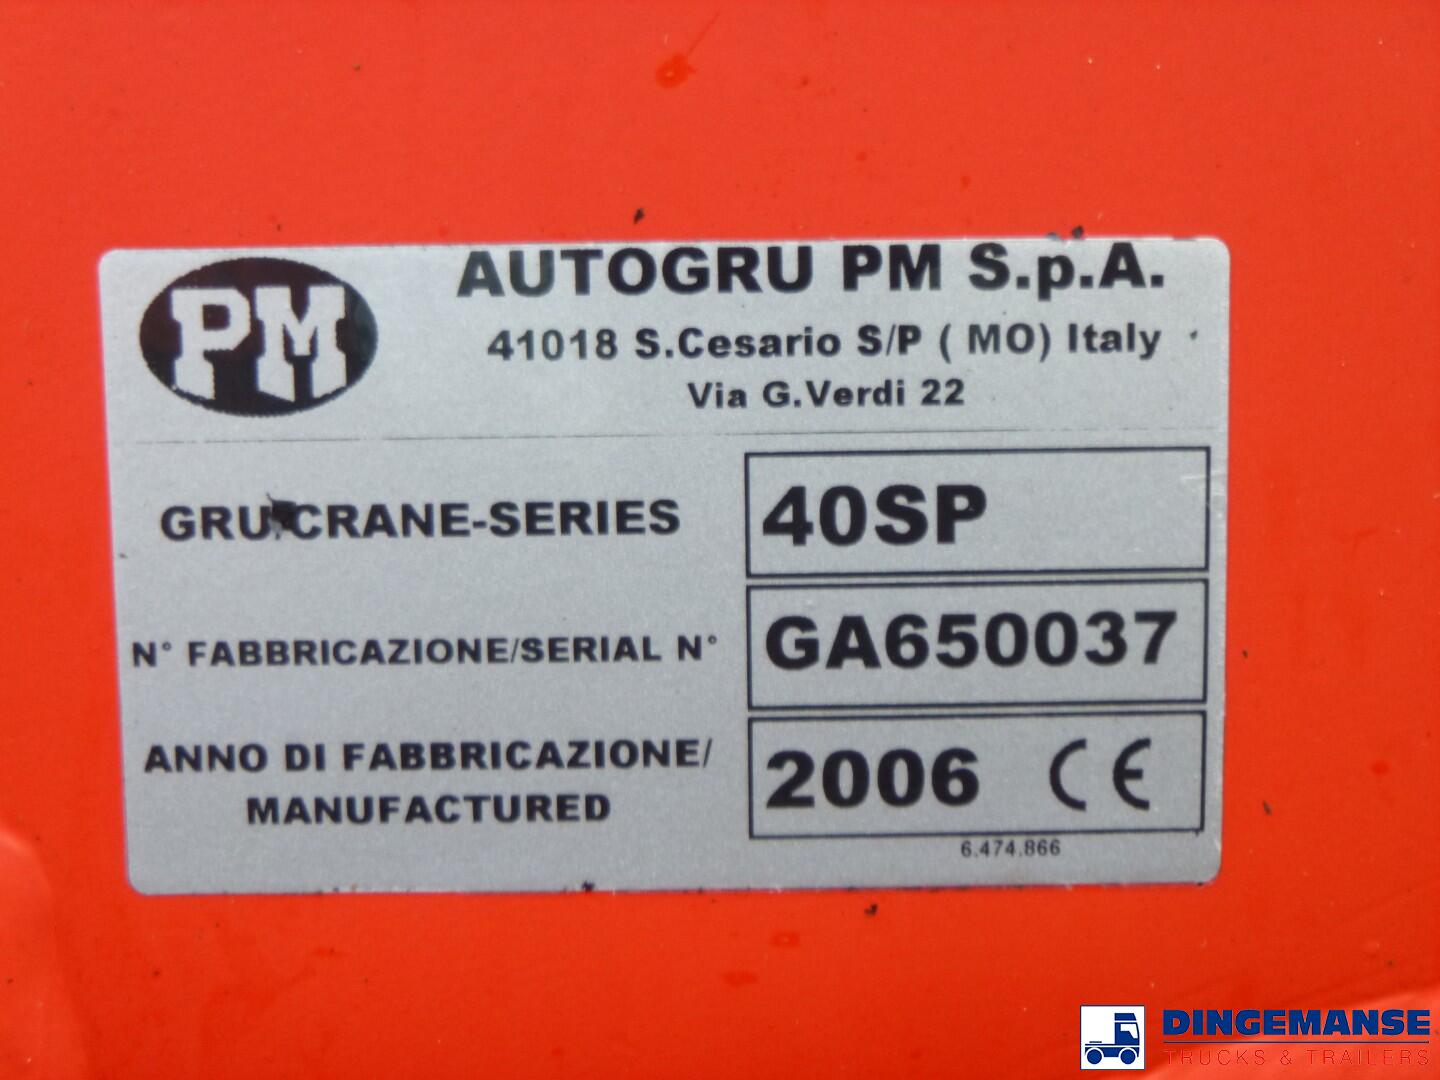 PM
AUTOGRU PM S.p.A.
41018 S.Cesario S/P ( MO) Italy
Via G.Verdi 22
GRU/CRANE-SERIES
40SP
N° FABBRICAZIONE/SERIAL N°
GA650037
ANNO DI FABBRICAZIONE/
MANUFACTURED
2006 CE
6.474.866
DINGEMANSE
TRUCKS & TRAILERS